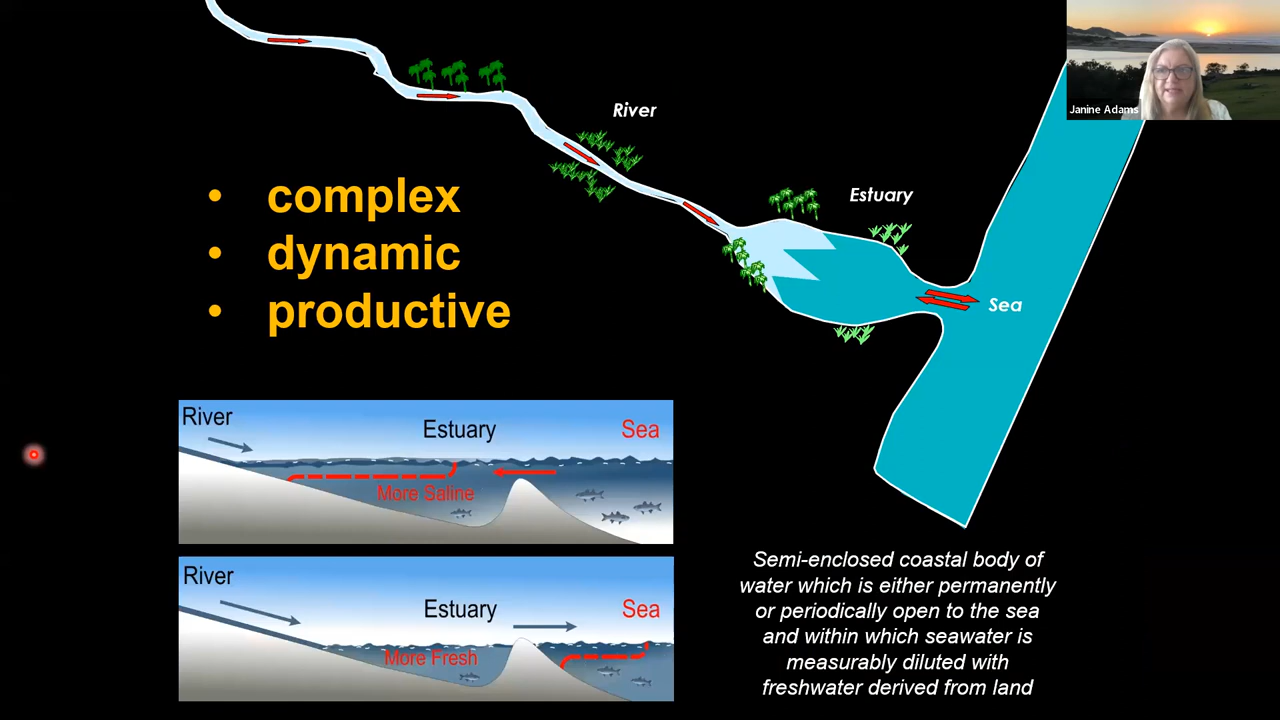 Janine Adams
River
Estuary
Sea
• complex
• dynamic
• productive
River
Estuary
Sea
More Saline
River
Estuary
Sea
More Fresh
Semi-enclosed coastal body of
water which is either permanently
or periodically open to the sea
and within which seawater is
measurably diluted with
freshwater derived from land